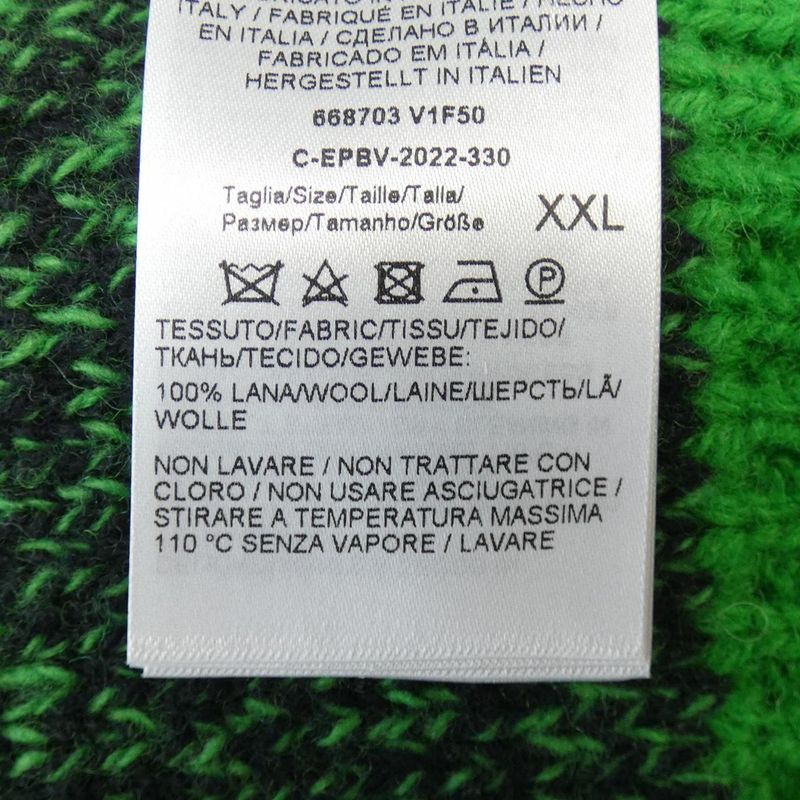 ITALY / FABRIQUÉ EN ITALIE / HECHO
EN ITALIA / СДЕЛАНО В ИТАЛИИ /
FABRICADO EM ITÀLIA /
HERGESTELLT IN ITALIEN
668703 V1F50
C-EPBV-2022-330
Taglia/Size/Taille/Talla/
Размер/Tamanho/Größe
XXL
P
TESSUTO/FABRIC/TISSU/TEJIDO/
ТКАНЬ/TECIDO/GEWEBE:
100% LANA/WOOL/LAINE/ШЕРСТЬ/LÃ/
WOLLE
NON LAVARE / NON TRATTARE CON
CLORO / NON USARE ASCIUGATRICE /
STIRARE A TEMPERATURA MASSIMA
110 °C SENZA VAPORE / LAVARE